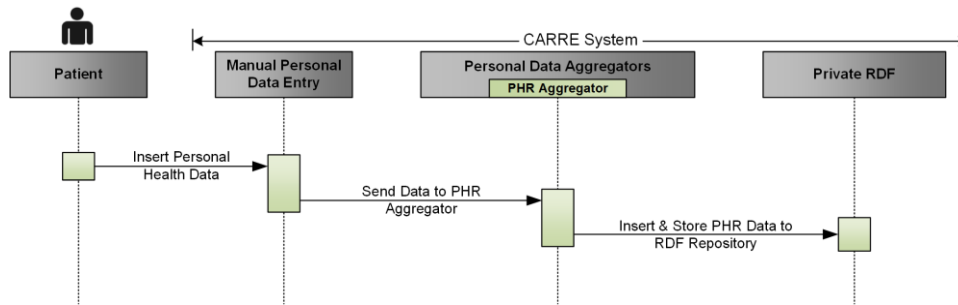 CARRE System
Patient
Manual Personal
Data Entry
Personal Data Aggregators
PHR Aggregator
Private RDF
Insert Personal
Health Data
Send Data to PHR
Aggregator
Insert & Store PHR Data to
RDF Repository